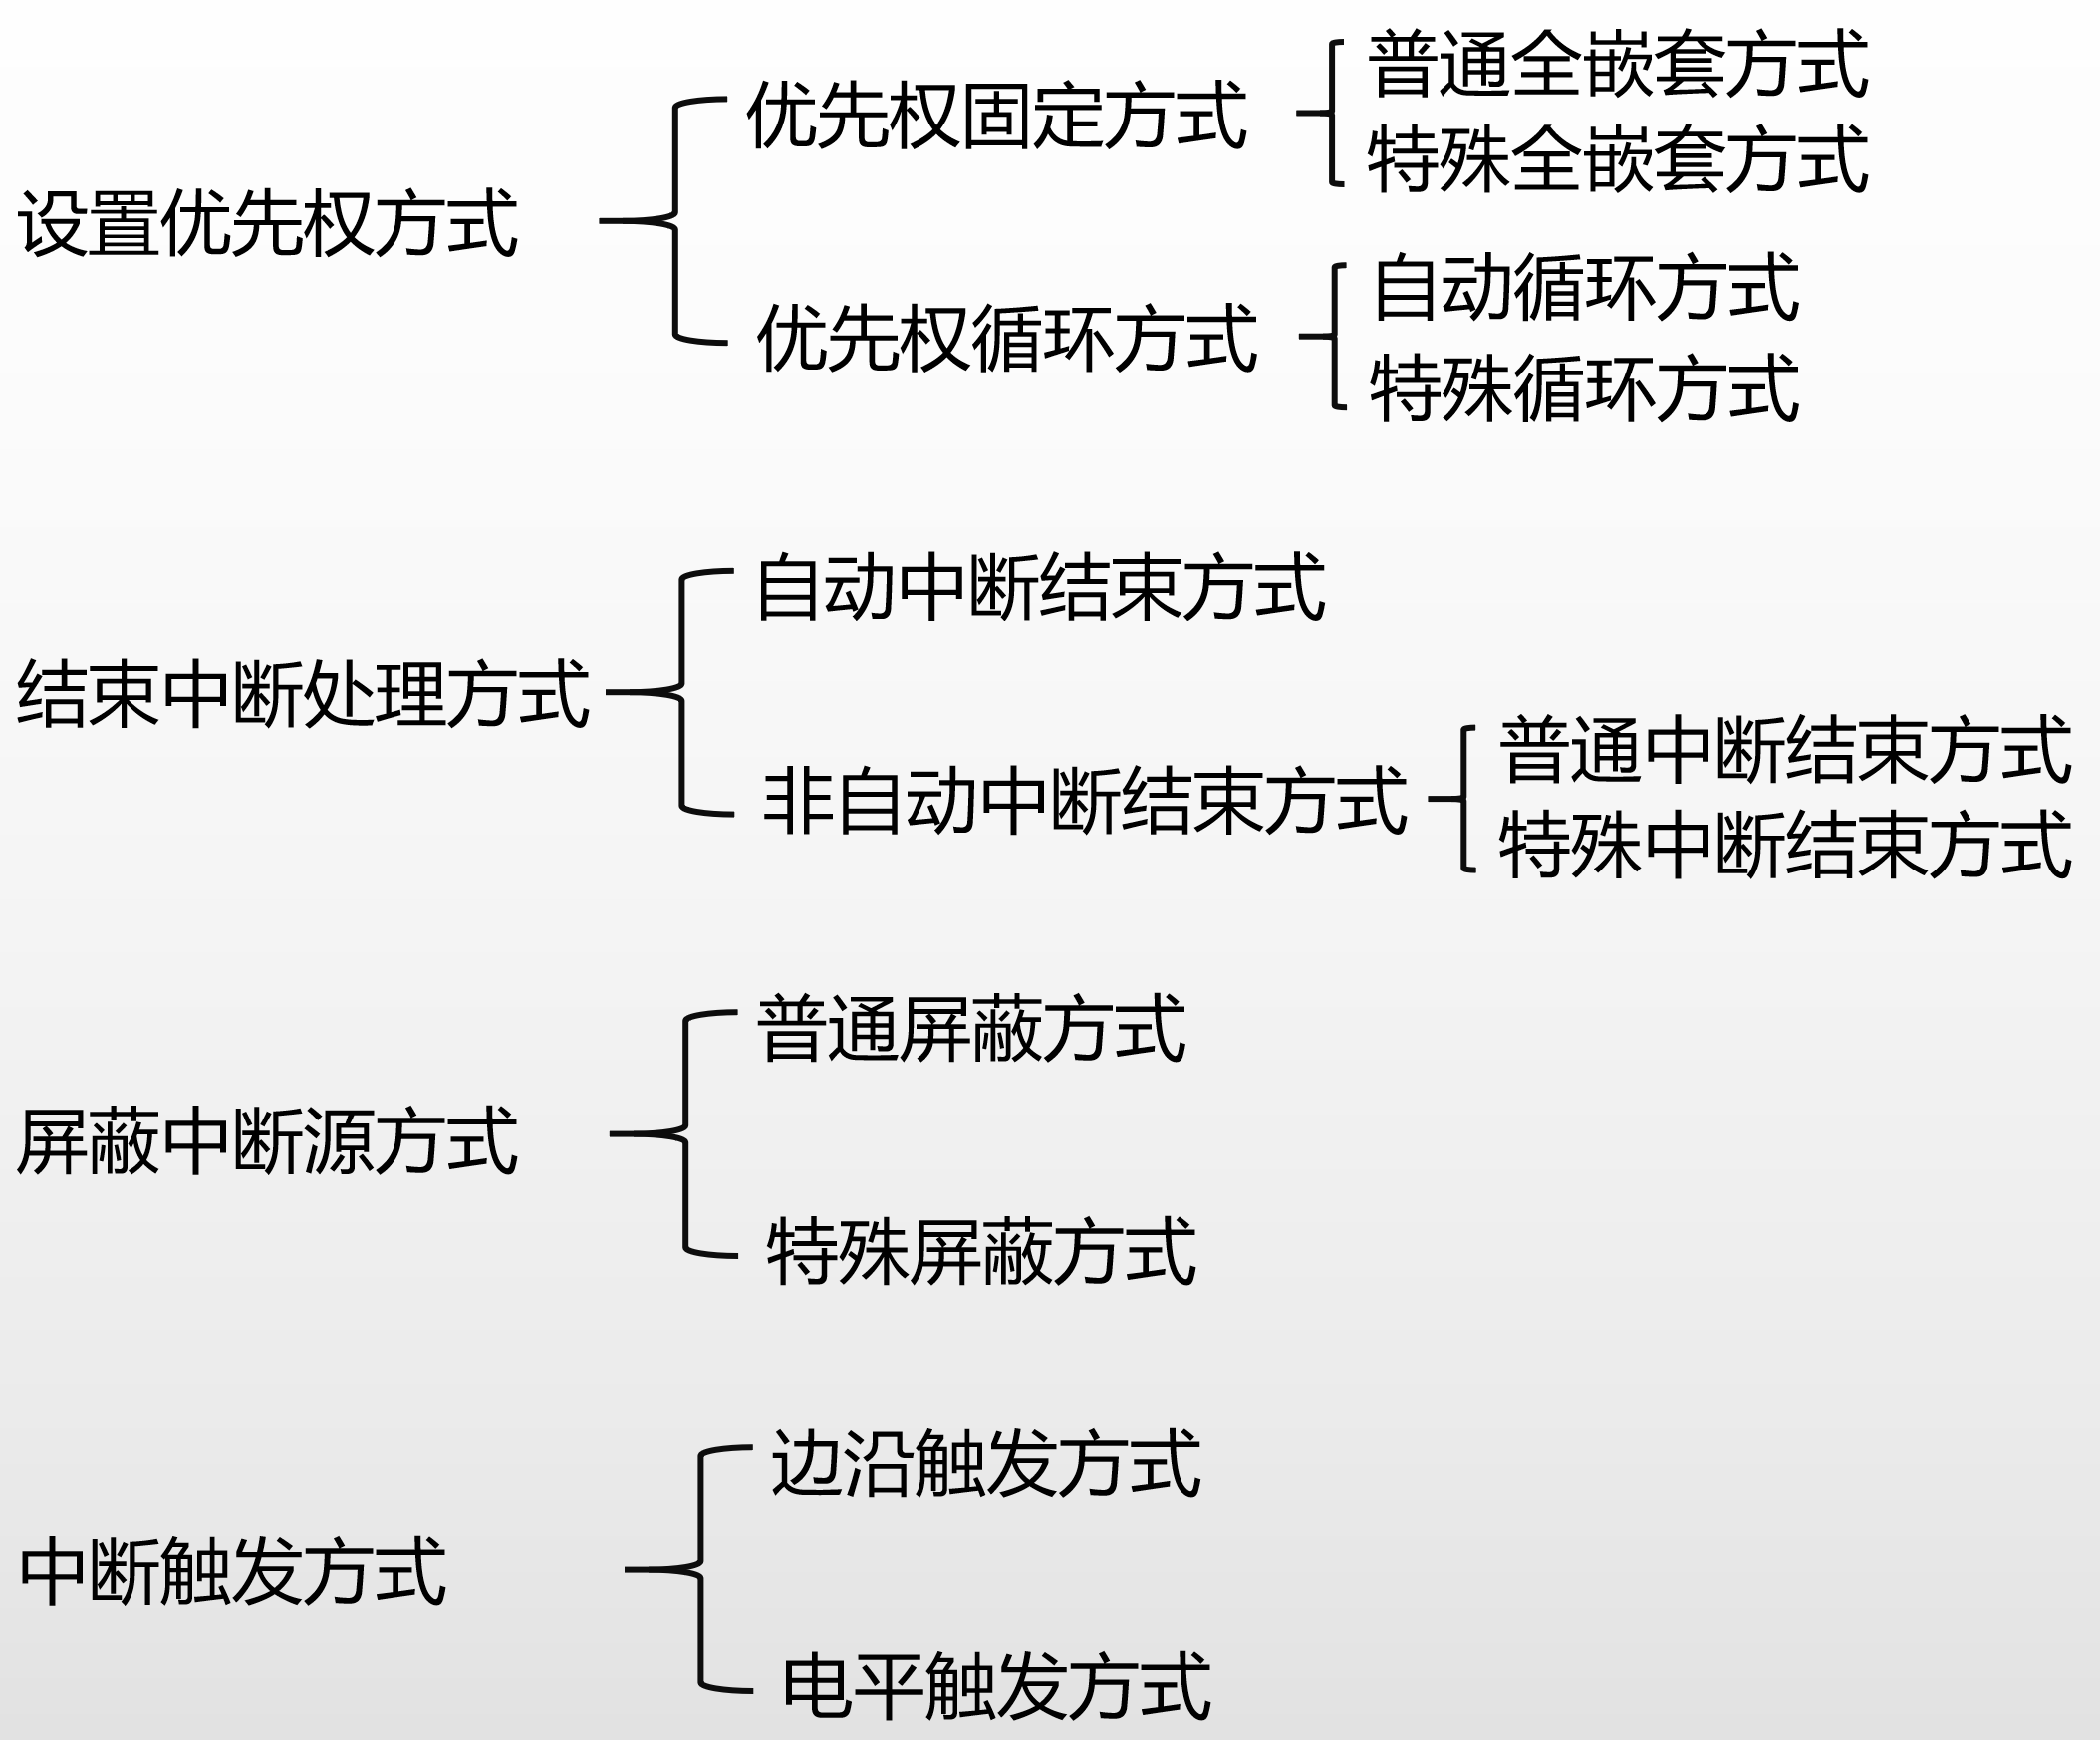 设置优先权方式
优先权固定方式
普通全嵌套方式
特殊全嵌套方式
优先权循环方式
自动循环方式
特殊循环方式
结束中断处理方式
自动中断结束方式
非自动中断结束方式
普通中断结束方式
特殊中断结束方式
屏蔽中断源方式
普通屏蔽方式
特殊屏蔽方式
中断触发方式
边沿触发方式
电平触发方式